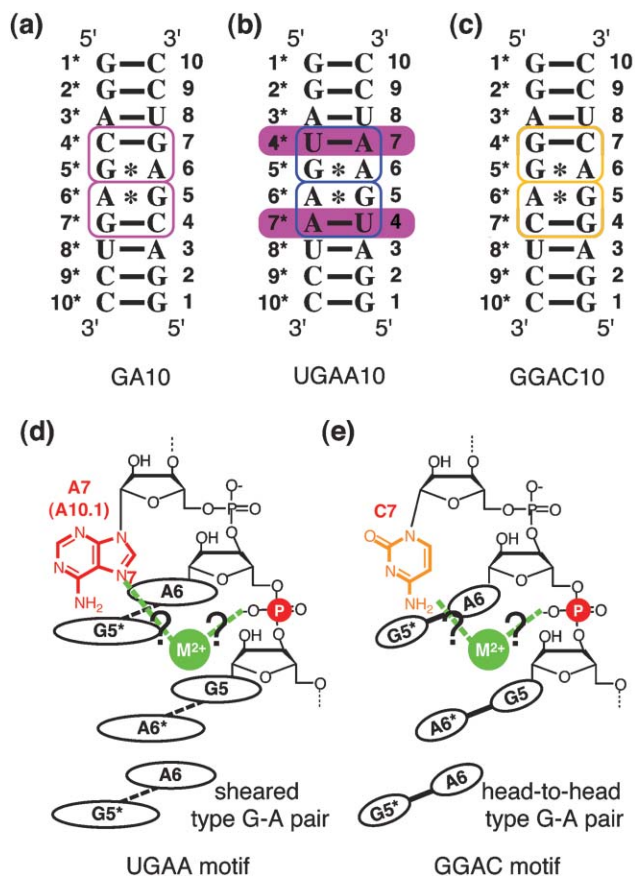 (a) (b) (c)
5' 3' 5' 3' 5' 3'
1* G C 10 1* G C 10 1* G C 10
2* G C 9 2* G C 9 2* G C 9
3* A U 8 3* A U 8 3* A U 8
4* C G 7 4* U A 7 4* G C 7
5* G * A 6 5* G * A 6 5* G * A 6
6* A * G 5 6* A * G 5 6* A * G 5
7* G C 4 7* A U 4 7* C G 4
8* U A 3 8* U A 3 8* U A 3
9* C G 2 9* C G 2 9* C G 2
10* C G 1 10* C G 1 10* C G 1
3' 5' 3' 5' 3' 5'
GA10 UGAA10 GGAC10
(d)
OH O
A7
(A10.1)
O O P O-
O
N N
N N7
NH2
OH O
O
A6
G5*
? ?
M2+
O P O
O
OH O
G5
A6*
O
A6
G5*
sheared
type G-A pair
UGAA motif
(e)
OH O
C7
O O P O-
O
O N
N
NH2
OH O
O
A6
G5*
? ?
M2+
O P O
O
OH O
G5
A6*
O
A6
G5*
head-to-head
type G-A pair
GGAC motif